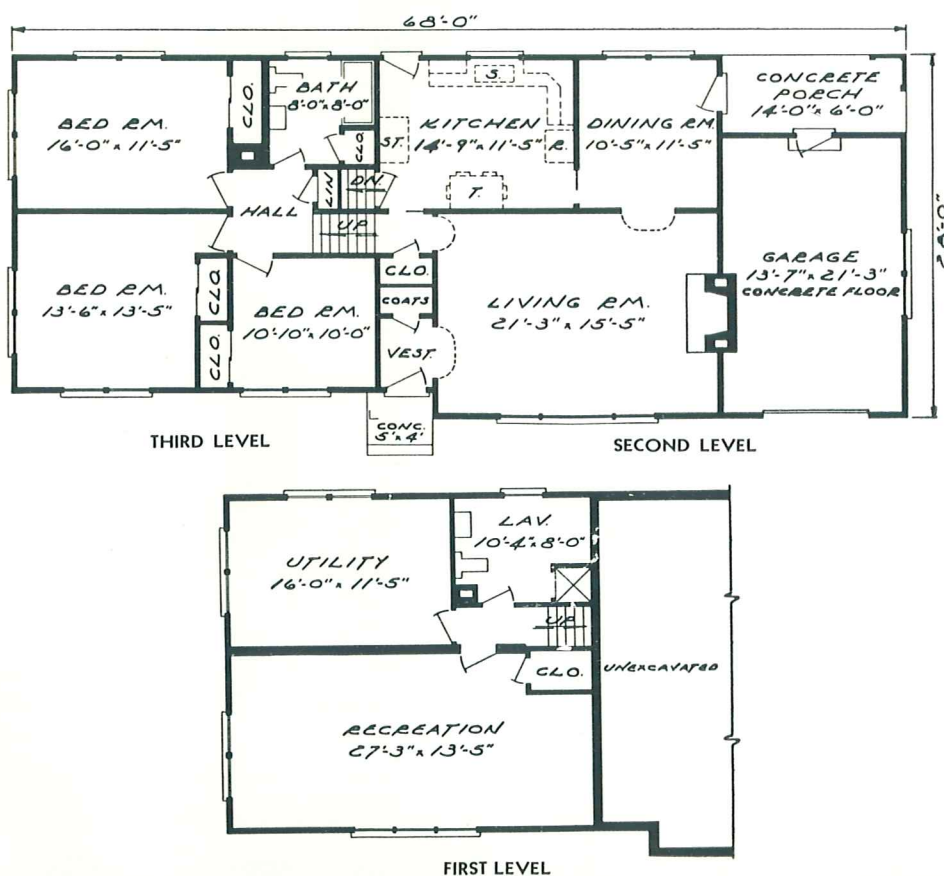 68'-0"
BED RM.
16'-0" x 11'-5"
CLO.
BATH
8'-0" x 8'-0"
CLO.
ST.
S.
KITCHEN
14'-9" x 11'-5"
R.
T.
DINING RM.
10'-5" x 11'-5"
CONCRETE
PORCH
14'-0" x 6'-0"
28'-0"
LIN
DN.
HALL
UP
BED RM.
13'-6" x 13'-5"
CLO.
CLO.
BED RM.
10'-10" x 10'-0"
CLO.
COATS
VEST.
LIVING RM.
21'-3" x 15'-5"
GARAGE
13'-7" x 21'-3"
CONCRETE FLOOR
CONC.
5' x 4'
THIRD LEVEL
SECOND LEVEL
UTILITY
16'-0" x 11'-5"
LAV.
10'-4" x 8'-0"
UP
CLO.
UNEXCAVATED
RECREATION
27'-3" x 13'-5"
FIRST LEVEL